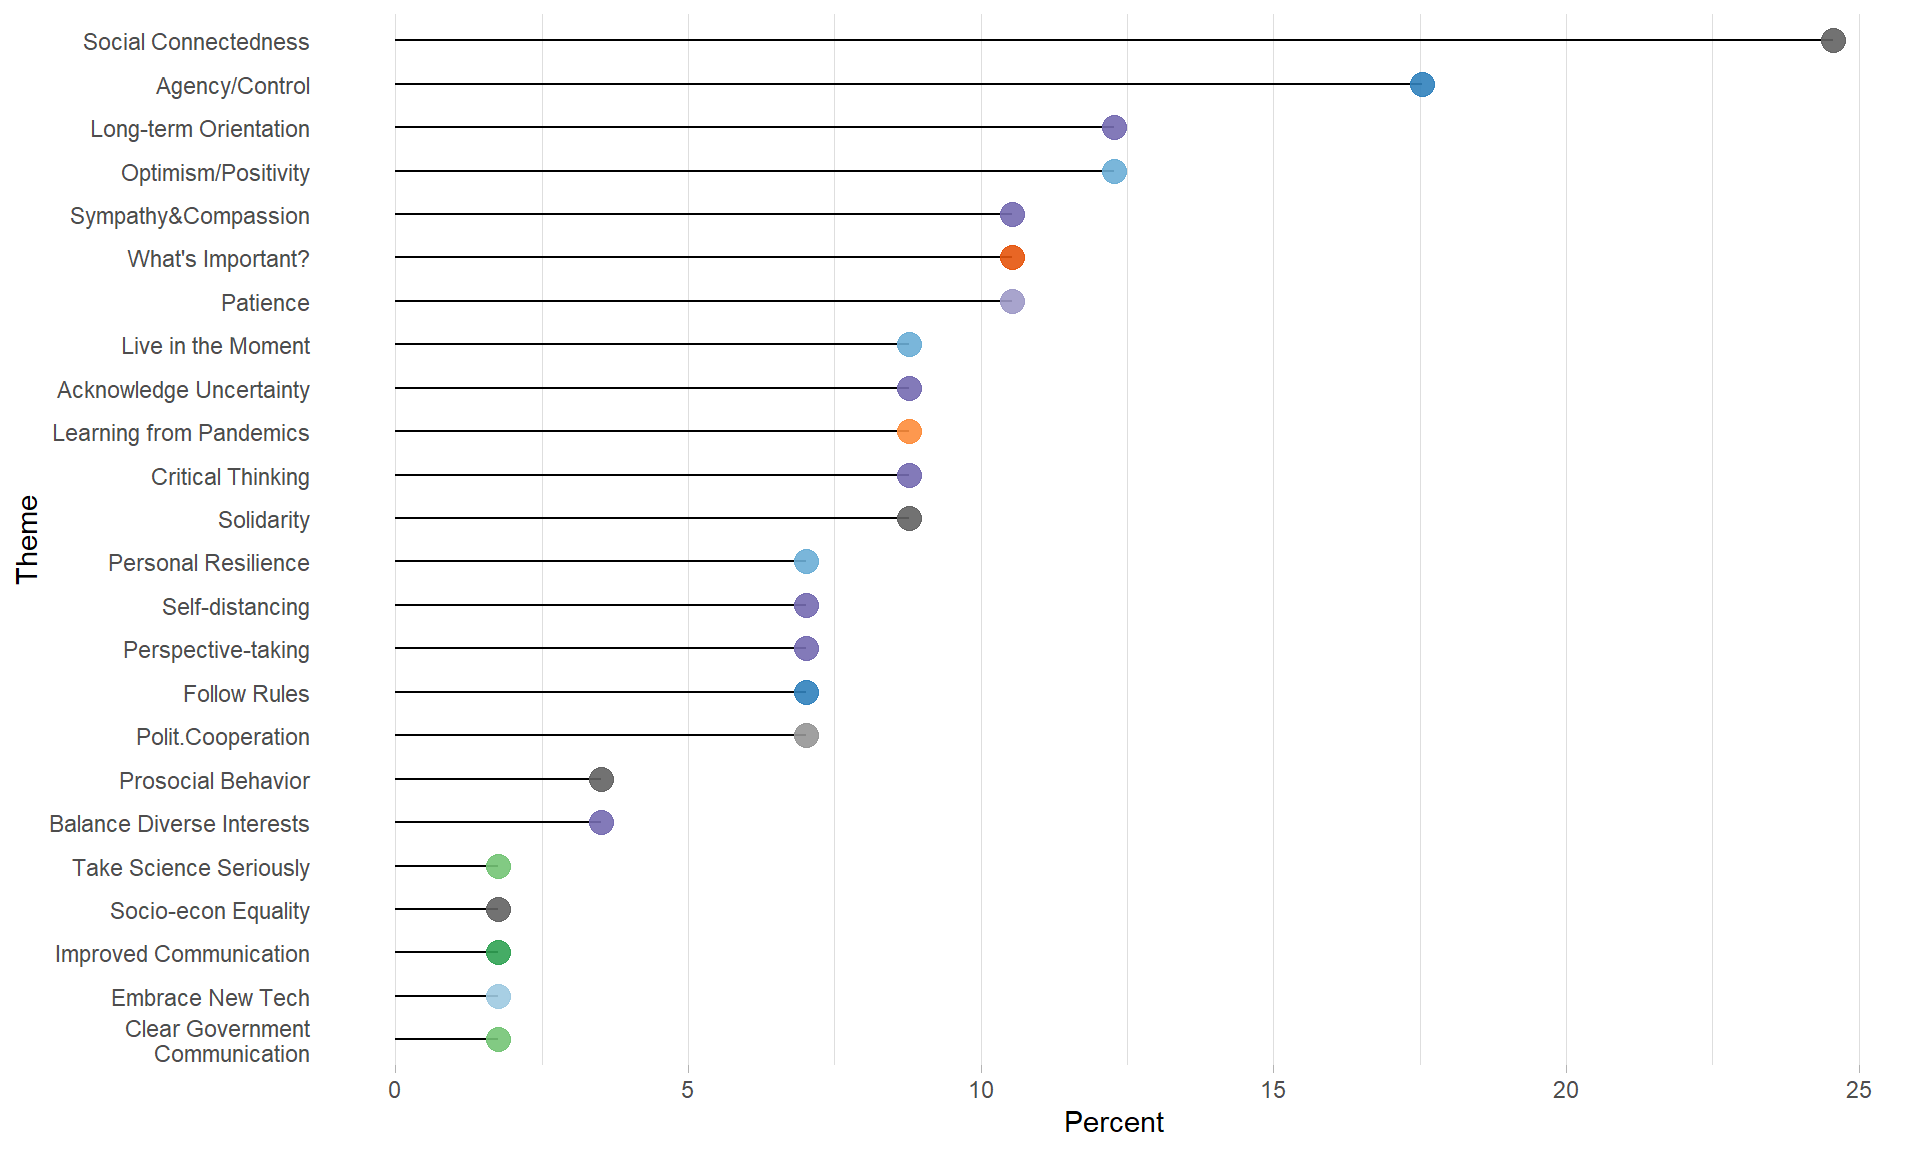 Social Connectedness
Agency/Control
Long-term Orientation
Optimism/Positivity
Sympathy&Compassion
What's Important?
Patience
Live in the Moment
Acknowledge Uncertainty
Learning from Pandemics
Critical Thinking
Solidarity
Personal Resilience
Self-distancing
Perspective-taking
Follow Rules
Polit.Cooperation
Prosocial Behavior
Balance Diverse Interests
Take Science Seriously
Socio-econ Equality
Improved Communication
Embrace New Tech
Clear Government
Communication
Theme
0 5 10 15 20 25
Percent